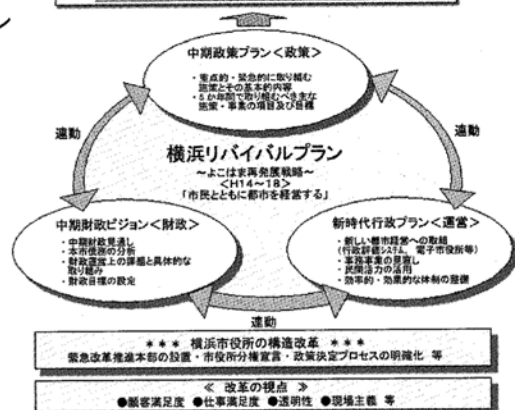 中期政策プラン＜政策＞
・重点的・緊急的に取り組む
施策とその基本的内容
・5か年間で取り組むべき主な
施策・事業の項目及び目標
連動
連動
横浜リバイバルプラン
～よこはま再発展戦略～
＜H14～18＞
「市民とともに都市を経営する」
中期財政ビジョン＜財政＞
・中期財政見通し
・本市債務の分析
・財政運営上の課題と具体的な
取り組み
・財政目標の設定
新時代行政プラン＜運営＞
・新しい都市経営への取組
（行政評価システム、電子市役所等）
・事務事業の見直し
・民間活力の活用
・効率的・効果的な体制の整備
連動
＊＊＊ 横浜市役所の構造改革 ＊＊＊
緊急改革推進本部の設置・市役所分権宣言・政策決定プロセスの明確化 等
≪ 改革の視点 ≫
●顧客満足度 ●仕事満足度 ●透明性 ●現場主義 等